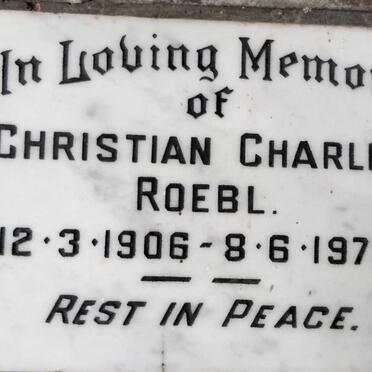 In Loving Memo
of
CHRISTIAN CHARL
ROEBL.
12·3·1906-8·6·197
REST IN PEACE.